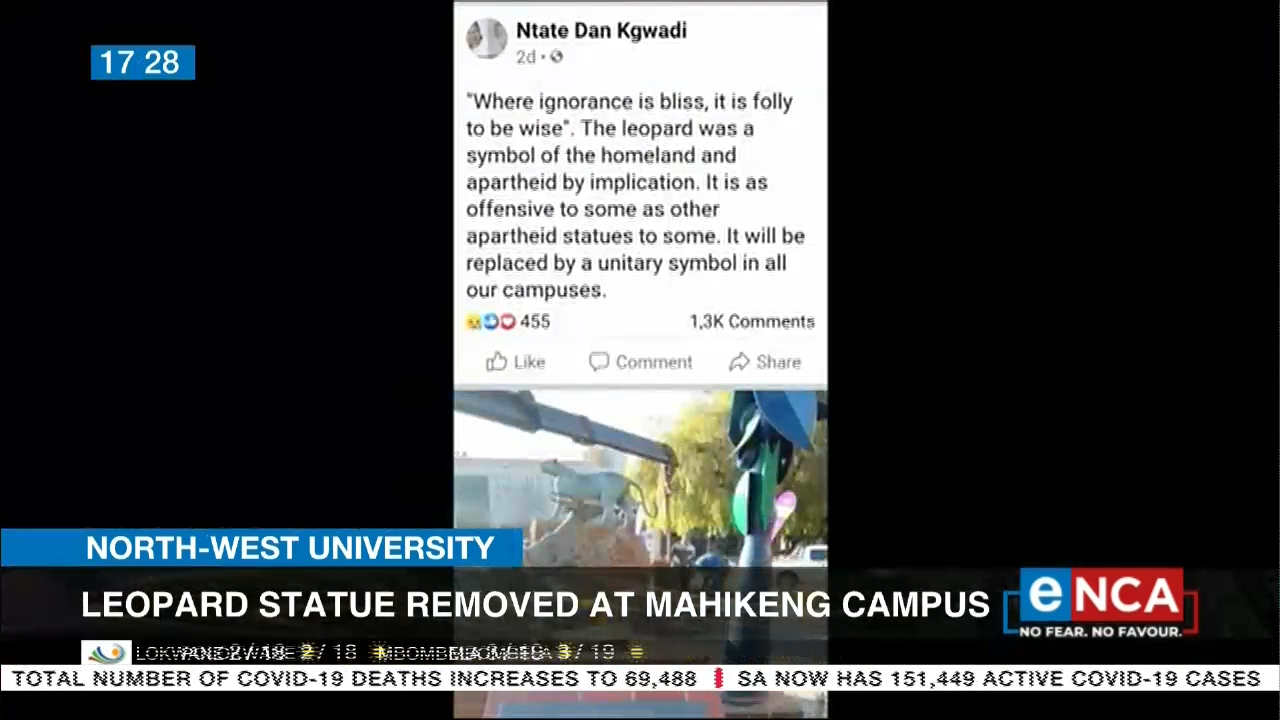 17 28
Ntate Dan Kgwadi
2d
"Where ignorance is bliss, it is folly
to be wise". The leopard was a
symbol of the homeland and
apartheid by implication. It is as
offensive to some as other
apartheid statues to some. It will be
replaced by a unitary symbol in all
our campuses.
455 1,3K Comments
Like Comment Share
NORTH-WEST UNIVERSITY
LEOPARD STATUE REMOVED AT MAHIKENG CAMPUS
eNCA
NO FEAR. NO FAVOUR.
TOTAL NUMBER OF COVID-19 DEATHS INCREASES TO 69,488 SA NOW HAS 151,449 ACTIVE COVID-19 CASES